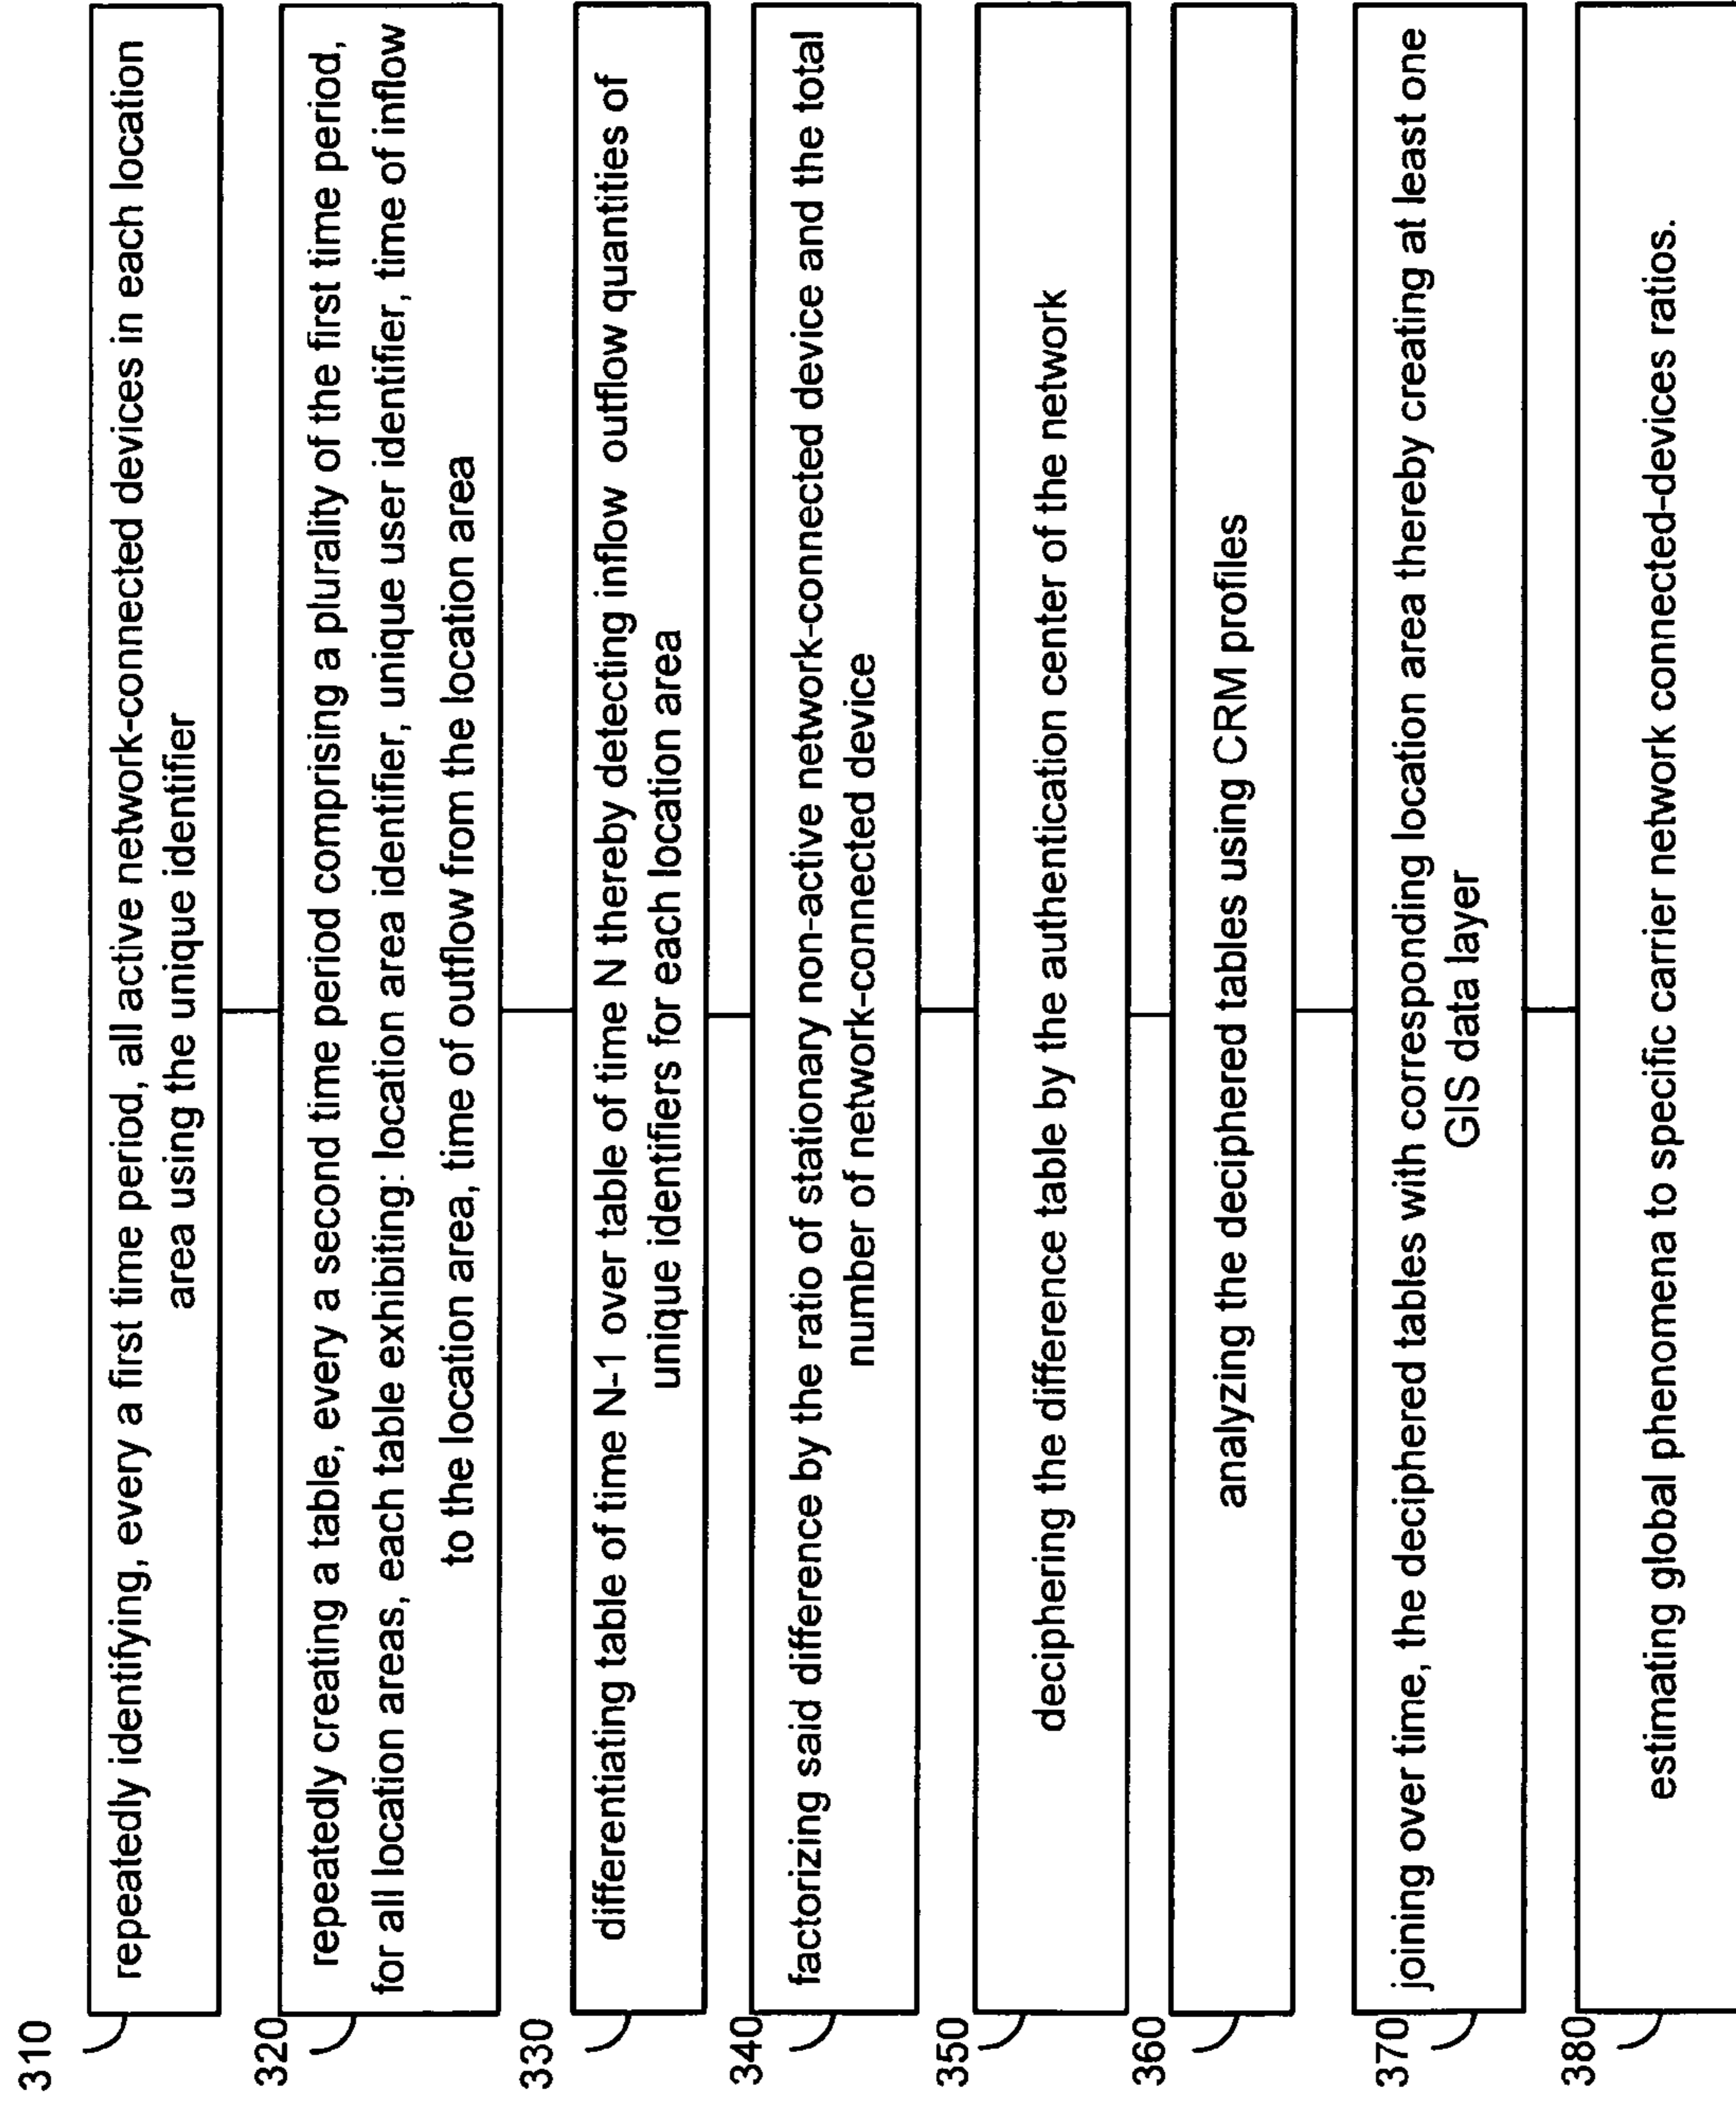 310
repeatedly identifying, every a first time period, all active network-connected devices in each location
area using the unique identifier
320
repeatedly creating a table, every a second time period comprising a plurality of the first time period,
for all location areas, each table exhibiting: location area identifier, unique user identifier, time of inflow
to the location area, time of outflow from the location area
330
differentiating table of time N-1 over table of time N thereby detecting inflow outflow quantities of
unique identifiers for each location area
340
factorizing said difference by the ratio of stationary non-active network-connected device and the total
number of network-connected device
350
deciphering the difference table by the authentication center of the network
360
analyzing the deciphered tables using CRM profiles
370
joining over time, the deciphered tables with corresponding location area thereby creating at least one
GIS data layer
380
estimating global phenomena to specific carrier network connected-devices ratios.